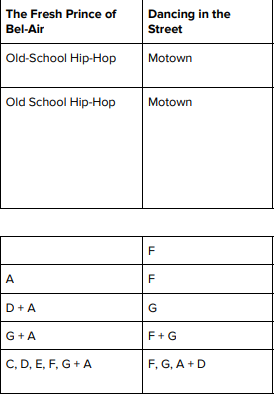 The Fresh Prince of Dancing in the
Bel-Air Street
Old-School Hip-Hop Motown
Old School Hip-Hop Motown
F
A F
D + A G
G + A F + G
C, D, E, F, G + A F, G, A + D